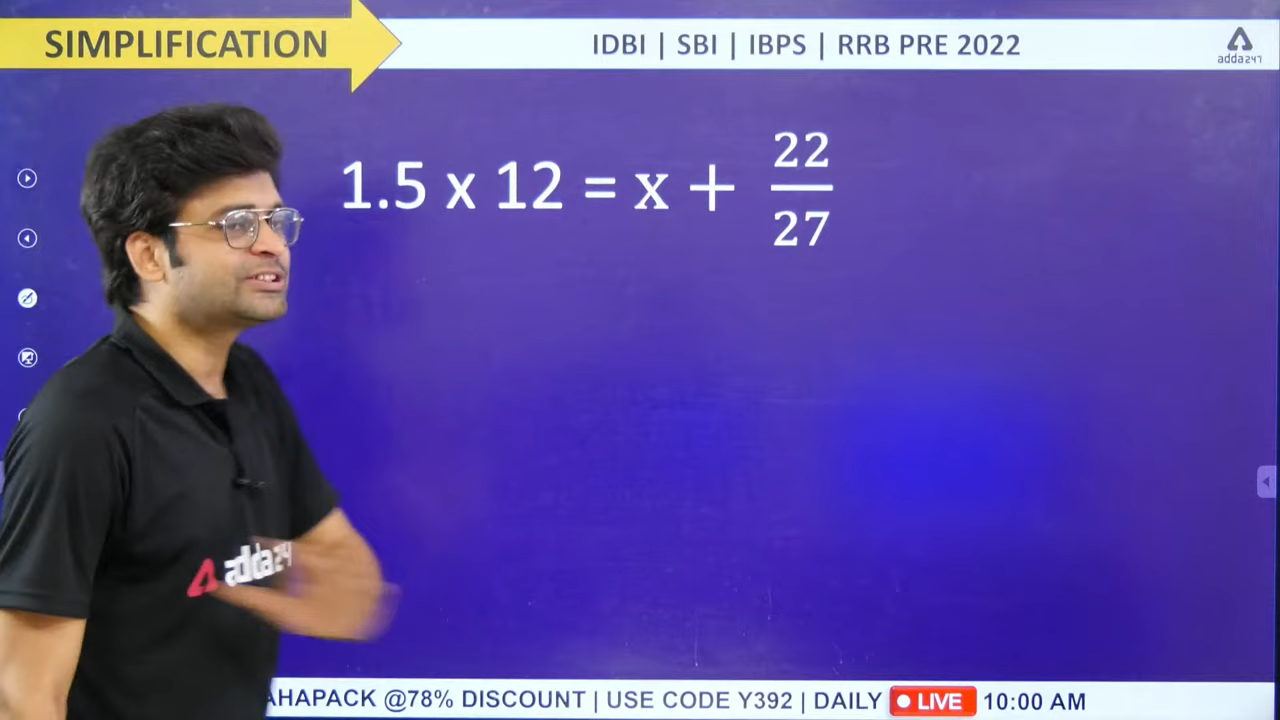 SIMPLIFICATION
IDBI | SBI | IBPS | RRB PRE 2022
adda247
1.5 x 12 = x + 22/27
adda24
AHAPACK @78% DISCOUNT | USE CODE Y392 | DAILY LIVE 10:00 AM